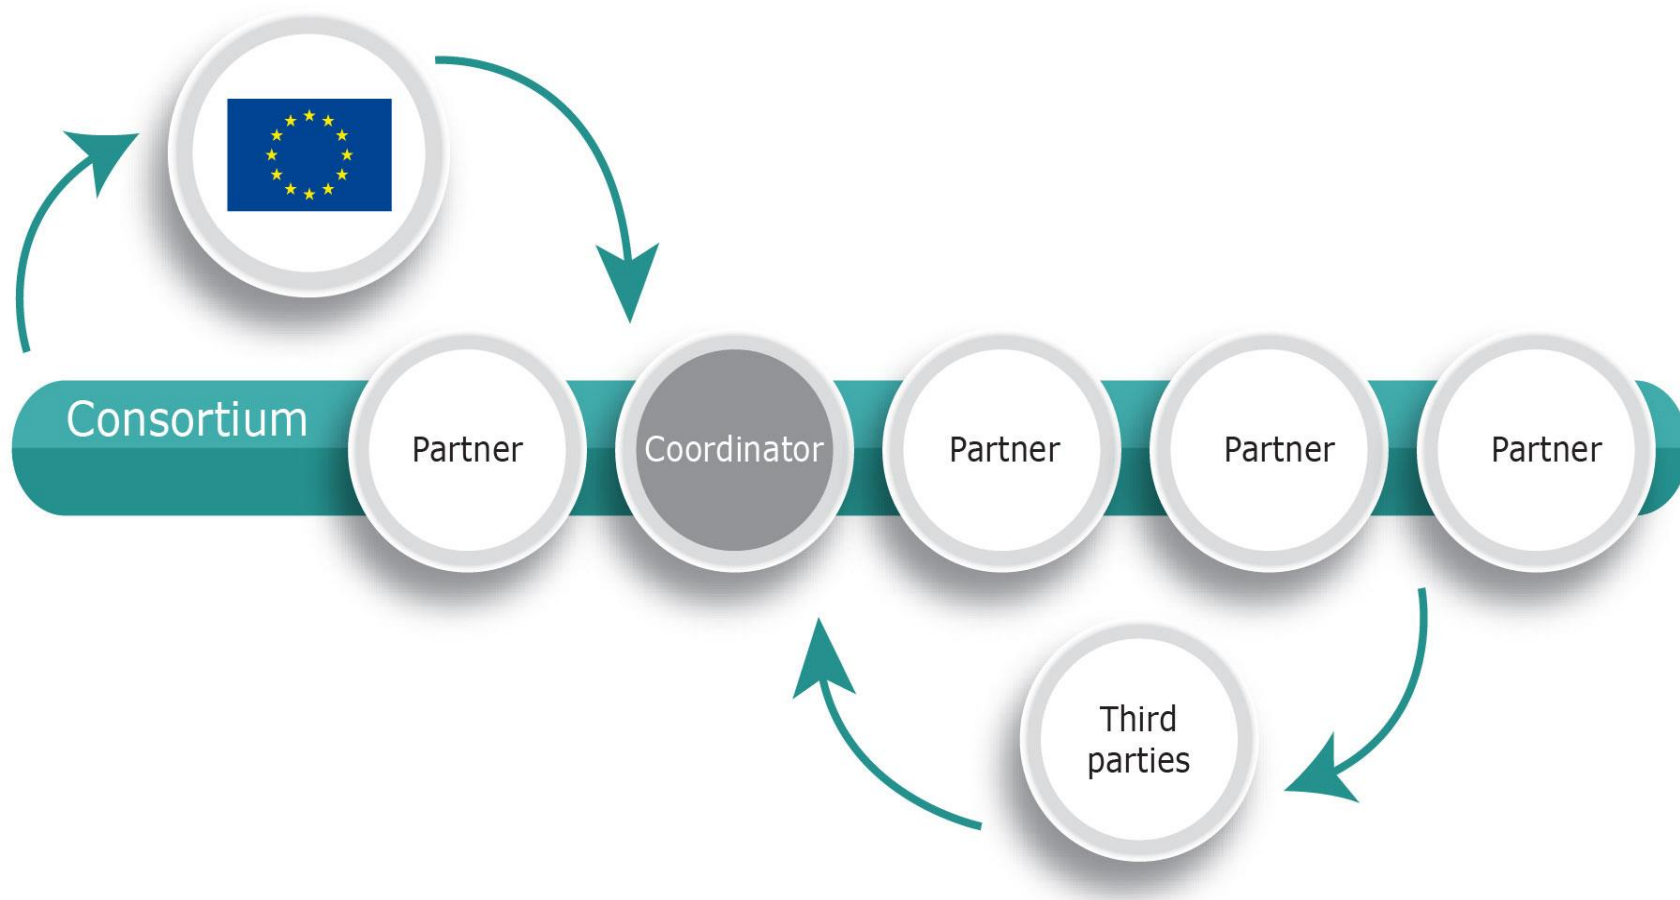 Consortium
Partner
Coordinator
Partner
Partner
Partner
Third
parties